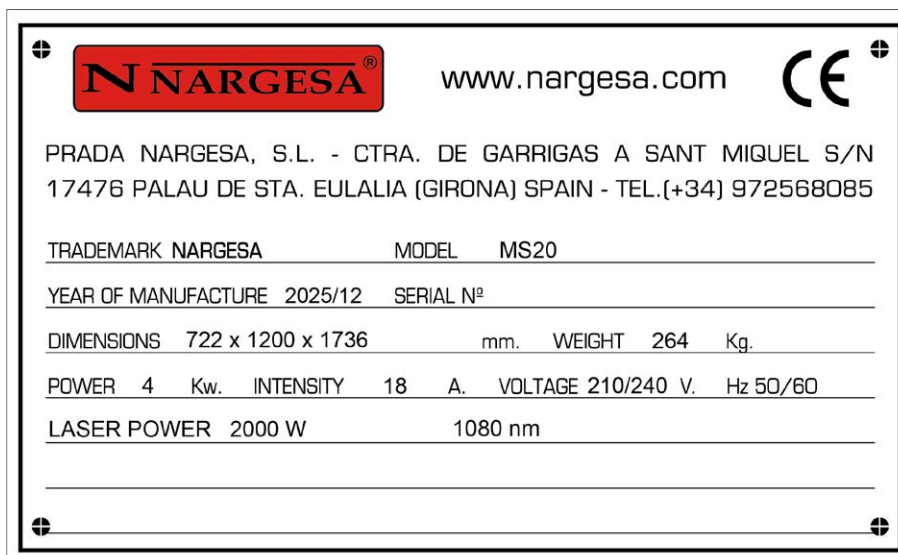 N NARGESA® www.nargesa.com CE
PRADA NARGESA, S.L. - CTRA. DE GARRIGAS A SANT MIQUEL S/N
17476 PALAU DE STA. EULALIA (GIRONA) SPAIN - TEL.(+34) 972568085
TRADEMARK NARGESA MODEL MS20
YEAR OF MANUFACTURE 2025/12 SERIAL Nº
DIMENSIONS 722 x 1200 x 1736 mm. WEIGHT 264 Kg.
POWER 4 Kw. INTENSITY 18 A. VOLTAGE 210/240 V. Hz 50/60
LASER POWER 2000 W 1080 nm